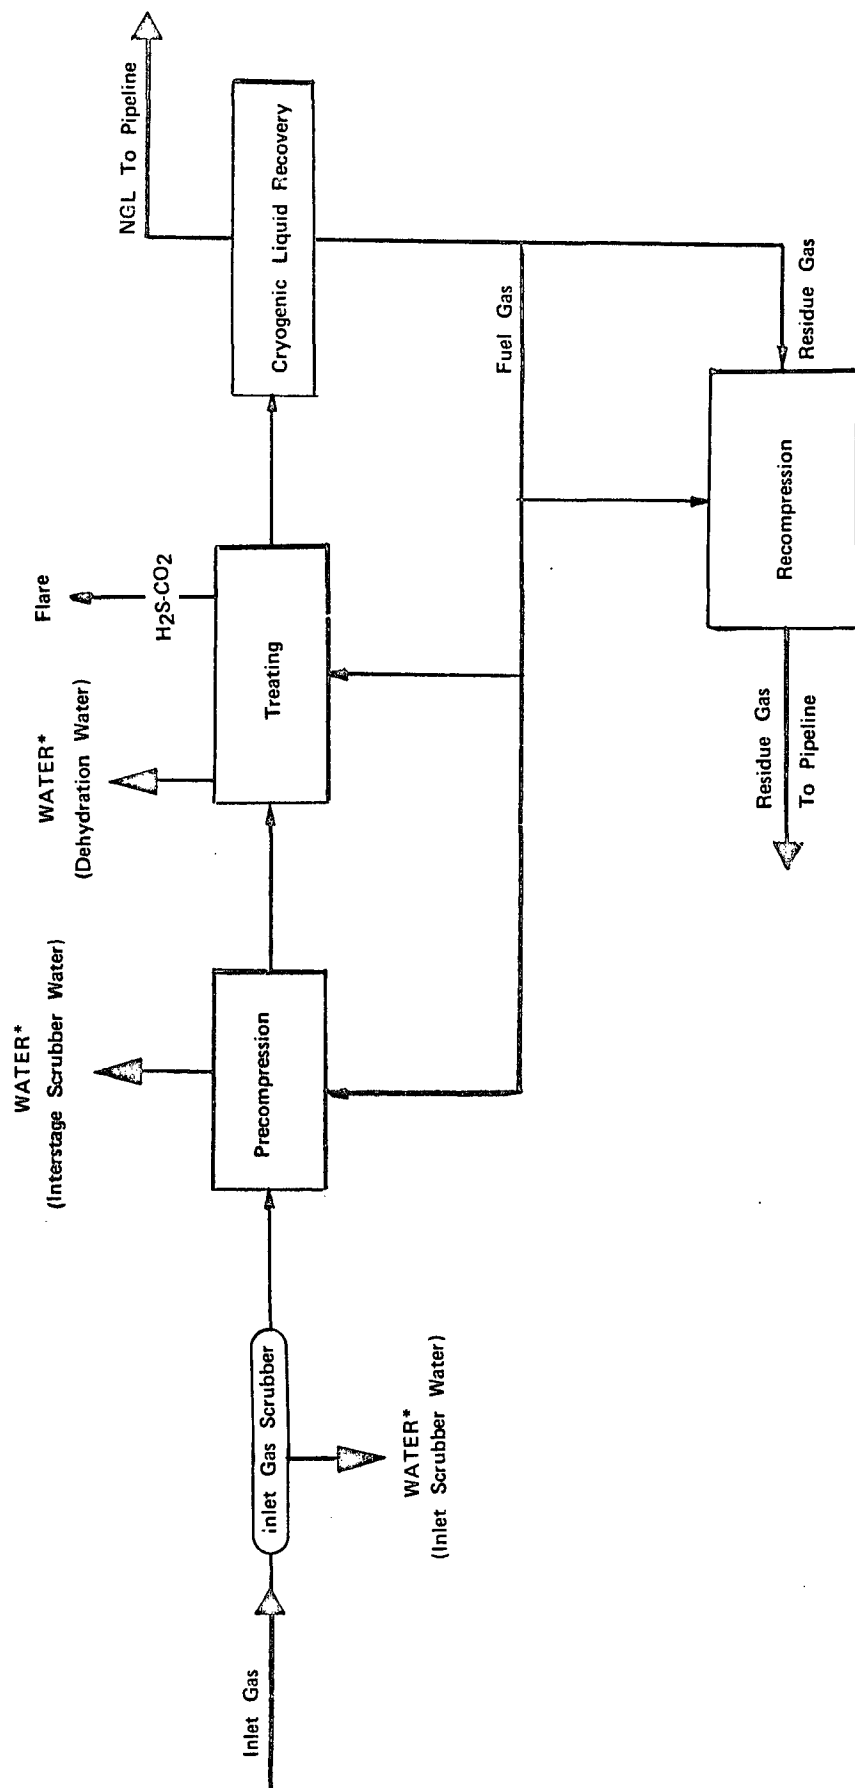 Inlet Gas
inlet Gas Scrubber
WATER*
(Inlet Scrubber Water)
WATER*
(Interstage Scrubber Water)
Precompression
WATER*
(Dehydration Water)
Flare
H2S-CO2
Treating
NGL To Pipeline
Cryogenic Liquid Recovery
Fuel Gas
Residue Gas
Recompression
Residue Gas
To Pipeline